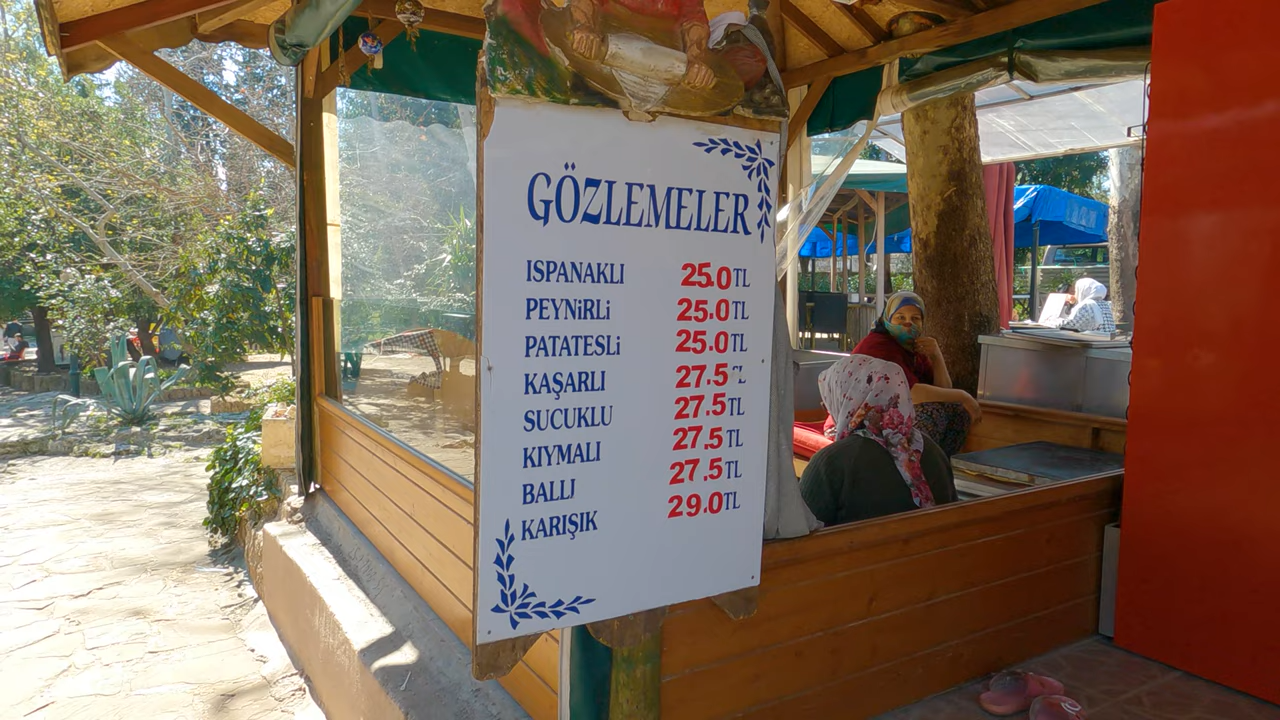 GÖZLEMELER
ISPANAKLI 25.0 TL
PEYNiRLi 25.0 TL
PATATESLi 25.0 TL
KAŞARLI 27.5 TL
SUCUKLU 27.5 TL
KIYMALI 27.5 TL
BALLI 27.5 TL
KARIŞIK 29.0 TL